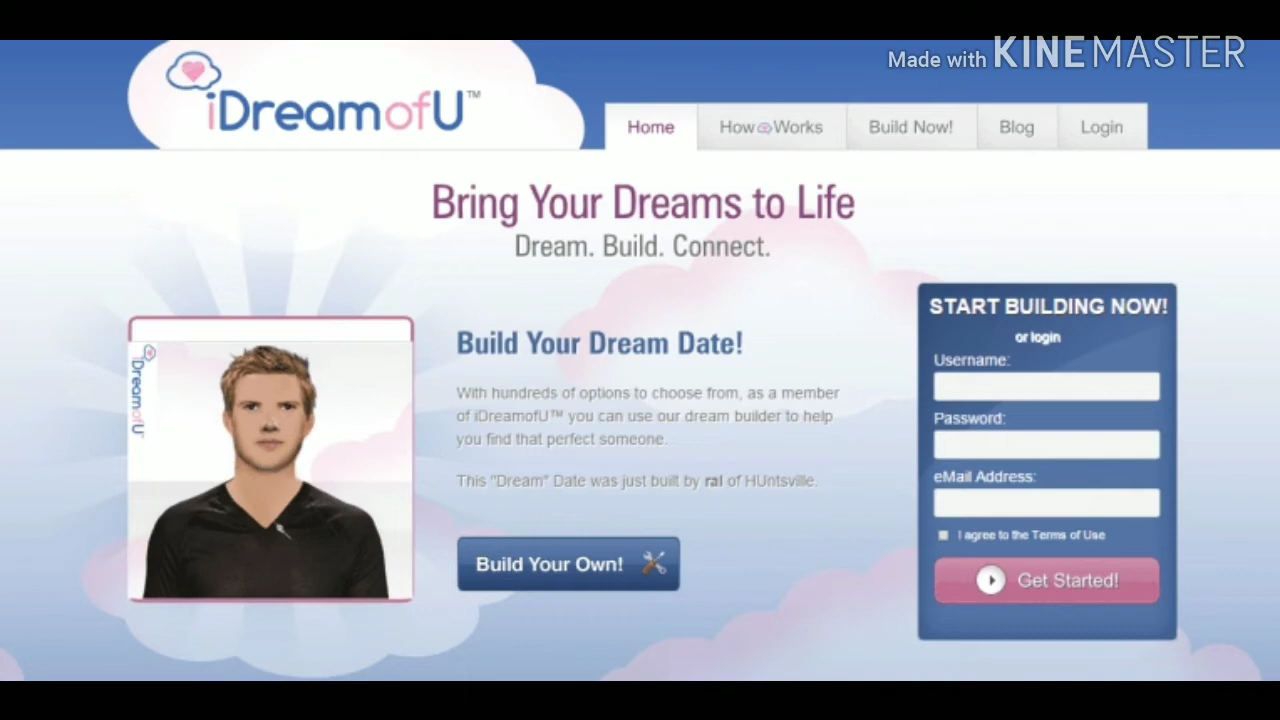 Made with KINEMASTER
iDreamofU™
Home
How Works
Build Now!
Blog
Login
Bring Your Dreams to Life
Dream. Build. Connect.
iDreamofU™
Build Your Dream Date!
With hundreds of options to choose from, as a member
of iDreamofU™ you can use our dream builder to help
you find that perfect someone.
This "Dream" Date was just built by ral of HUntsville.
Build Your Own!
START BUILDING NOW!
or login
Username:
Password:
eMail Address:
I agree to the Terms of Use
Get Started!